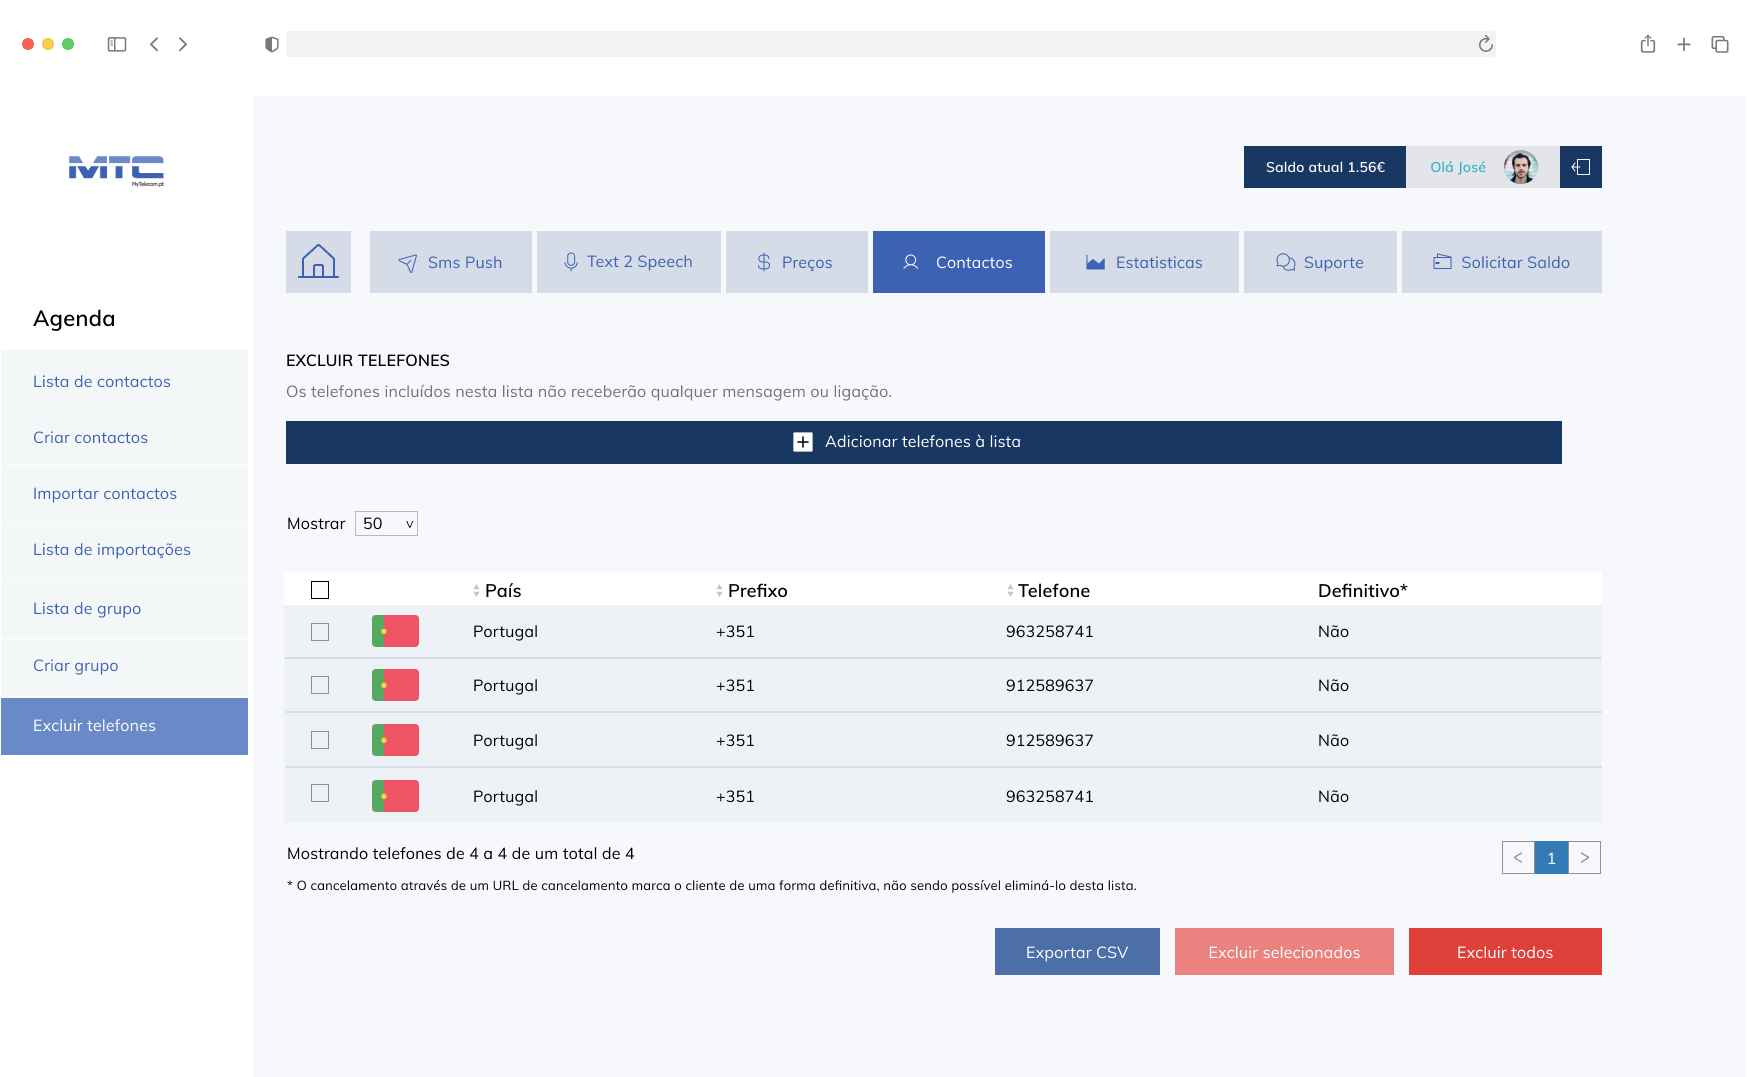 MTC
MyTelecom.pt
Saldo atual 1.56€
Olá José
Sms Push
Text 2 Speech
Preços
Contactos
Estatisticas
Suporte
Solicitar Saldo
Agenda
Lista de contactos
Criar contactos
Importar contactos
Lista de importações
Lista de grupo
Criar grupo
Excluir telefones
EXCLUIR TELEFONES
Os telefones incluídos nesta lista não receberão qualquer mensagem ou ligação.
Adicionar telefones à lista
Mostrar 50
País Prefixo Telefone Definitivo*
Portugal +351 963258741 Não
Portugal +351 912589637 Não
Portugal +351 912589637 Não
Portugal +351 963258741 Não
Mostrando telefones de 4 a 4 de um total de 4
< 1 >
* O cancelamento através de um URL de cancelamento marca o cliente de uma forma definitiva, não sendo possível eliminá-lo desta lista.
Exportar CSV
Excluir selecionados
Excluir todos